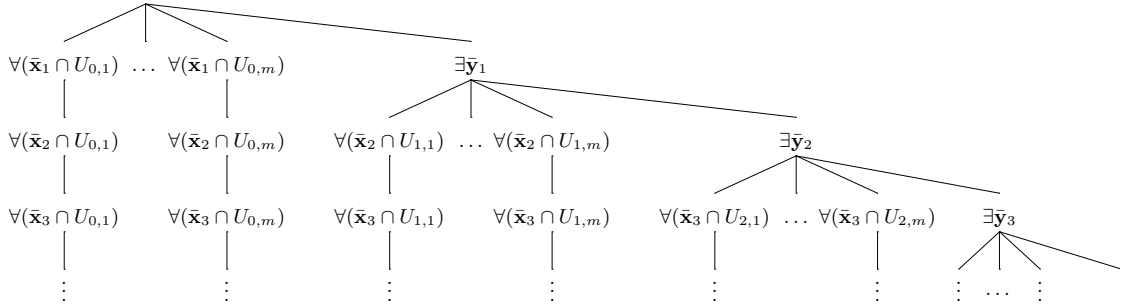 ∀(x̄₁ ∩ U₀,₁) … ∀(x̄₁ ∩ U₀,ₘ) ∃ȳ₁
∀(x̄₂ ∩ U₀,₁) ∀(x̄₂ ∩ U₀,ₘ) ∀(x̄₂ ∩ U₁,₁) … ∀(x̄₂ ∩ U₁,ₘ) ∃ȳ₂
∀(x̄₃ ∩ U₀,₁) ∀(x̄₃ ∩ U₀,ₘ) ∀(x̄₃ ∩ U₁,₁) ∀(x̄₃ ∩ U₁,ₘ) ∀(x̄₃ ∩ U₂,₁) … ∀(x̄₃ ∩ U₂,ₘ) ∃ȳ₃
⋮ ⋮ ⋮ ⋮ ⋮ ⋮ ⋮ … ⋮